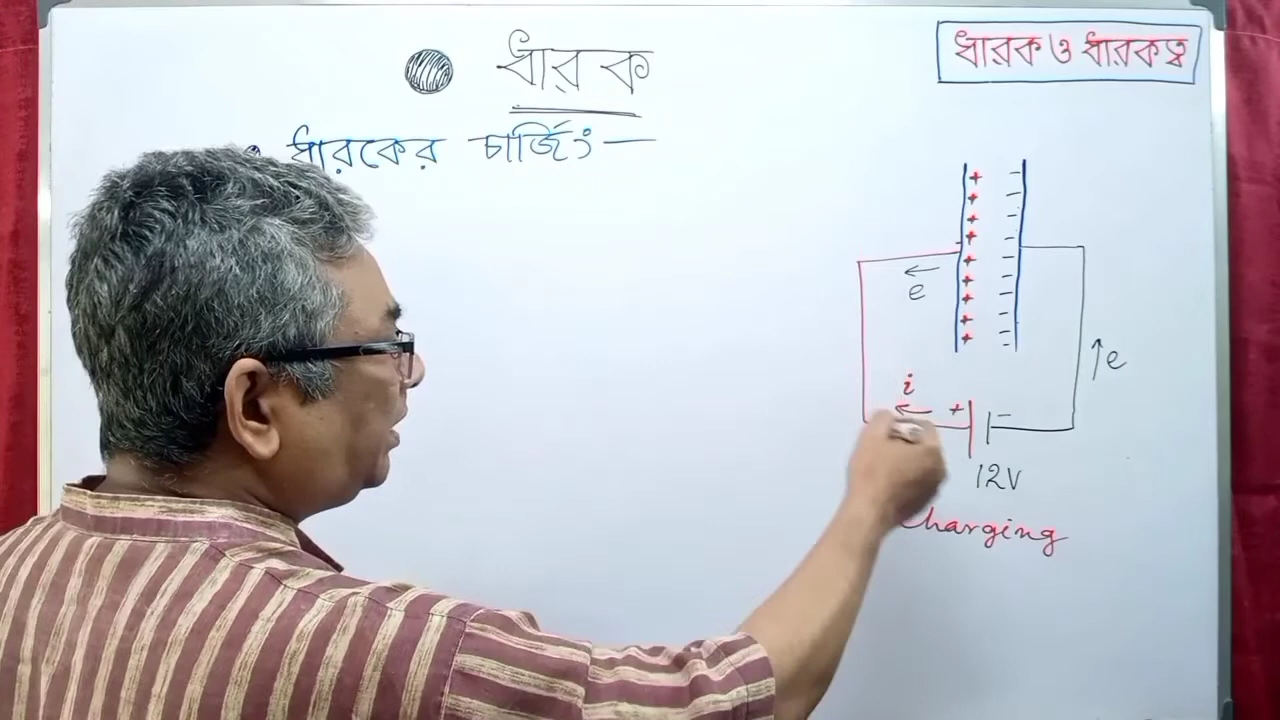 ধারক ও ধারকত্ব
ধারক
ধারকের চার্জিং :-
+ -
+ -
+ -
+ -
+ -
+ -
+ -
+ -
+ -
e
e
i
+ -
12V
Charging